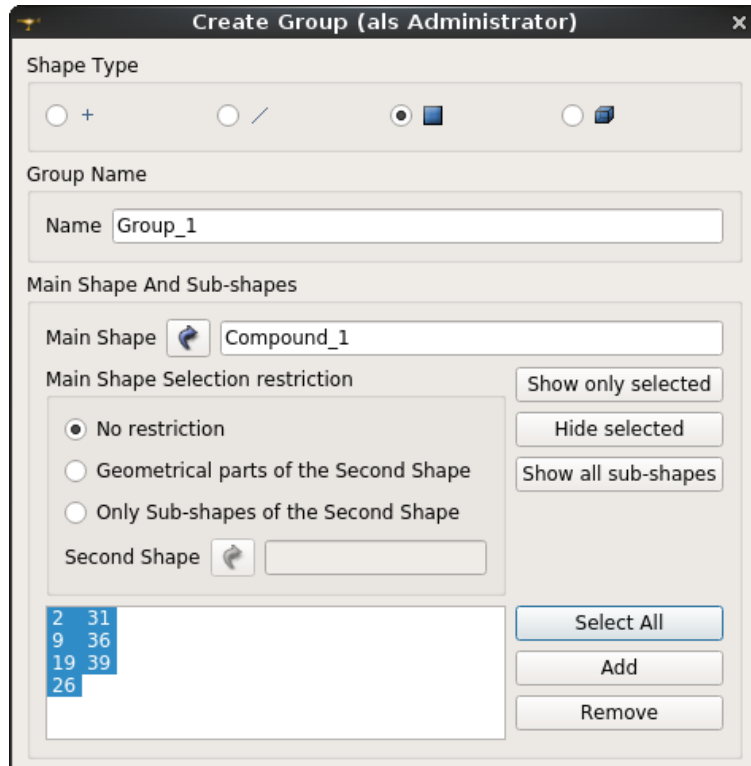 Create Group (als Administrator)
Shape Type
Group Name
Name Group_1
Main Shape And Sub-shapes
Main Shape Compound_1
Main Shape Selection restriction
Show only selected
No restriction
Hide selected
Geometrical parts of the Second Shape
Show all sub-shapes
Only Sub-shapes of the Second Shape
Second Shape
2 31
9 36
19 39
26
Select All
Add
Remove